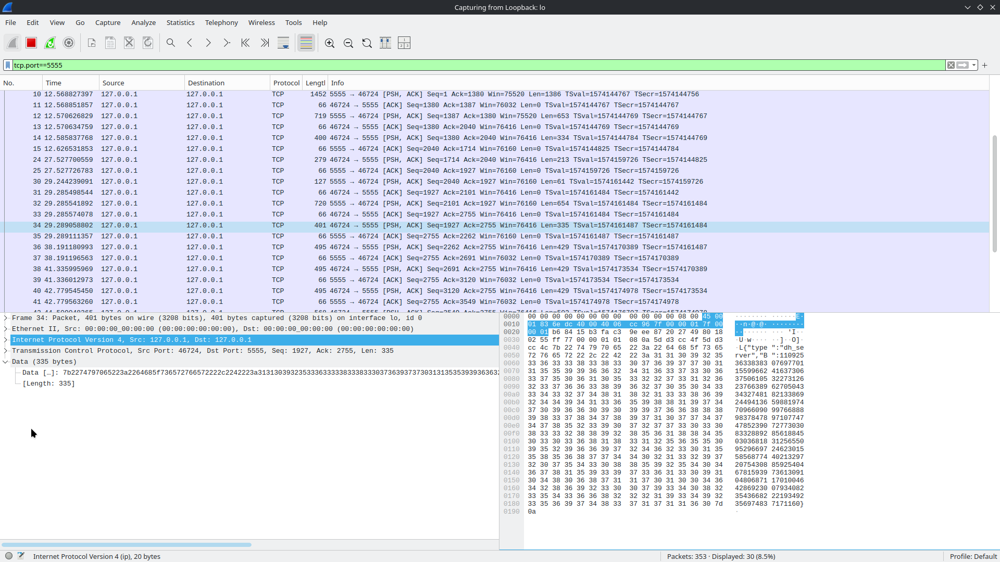 Capturing from Loopback: lo
File Edit View Go Capture Analyze Statistics Telephony Wireless Tools Help
tcp.port==5555
No. Time Source Destination Protocol Lengtl Info
10 12.568827397 127.0.0.1 127.0.0.1 TCP 1452 5555 → 46724 [PSH, ACK] Seq=1 Ack=1380 Win=75520 Len=1386 TSval=1574144767 TSecr=1574144756
11 12.568851857 127.0.0.1 127.0.0.1 TCP 66 46724 → 5555 [ACK] Seq=1380 Ack=1387 Win=76032 Len=0 TSval=1574144767 TSecr=1574144767
12 12.570626829 127.0.0.1 127.0.0.1 TCP 719 5555 → 46724 [PSH, ACK] Seq=1387 Ack=1380 Win=75520 Len=653 TSval=1574144769 TSecr=1574144767
13 12.570634759 127.0.0.1 127.0.0.1 TCP 66 46724 → 5555 [ACK] Seq=1380 Ack=2040 Win=76416 Len=0 TSval=1574144769 TSecr=1574144769
14 12.585837768 127.0.0.1 127.0.0.1 TCP 400 46724 → 5555 [PSH, ACK] Seq=1380 Ack=2040 Win=76416 Len=334 TSval=1574144784 TSecr=1574144769
15 12.626531853 127.0.0.1 127.0.0.1 TCP 66 5555 → 46724 [ACK] Seq=2040 Ack=1714 Win=76160 Len=0 TSval=1574144825 TSecr=1574144784
24 27.527700559 127.0.0.1 127.0.0.1 TCP 279 46724 → 5555 [PSH, ACK] Seq=1714 Ack=2040 Win=76416 Len=213 TSval=1574159726 TSecr=1574144825
25 27.527726783 127.0.0.1 127.0.0.1 TCP 66 5555 → 46724 [ACK] Seq=2040 Ack=1927 Win=76160 Len=0 TSval=1574159726 TSecr=1574159726
30 29.244239091 127.0.0.1 127.0.0.1 TCP 127 5555 → 46724 [PSH, ACK] Seq=2040 Ack=1927 Win=76160 Len=61 TSval=1574161442 TSecr=1574159726
31 29.285498544 127.0.0.1 127.0.0.1 TCP 66 46724 → 5555 [ACK] Seq=1927 Ack=2101 Win=76416 Len=0 TSval=1574161484 TSecr=1574161442
32 29.285541892 127.0.0.1 127.0.0.1 TCP 720 5555 → 46724 [PSH, ACK] Seq=2101 Ack=1927 Win=76160 Len=654 TSval=1574161484 TSecr=1574161484
33 29.285574078 127.0.0.1 127.0.0.1 TCP 66 46724 → 5555 [ACK] Seq=1927 Ack=2755 Win=76416 Len=0 TSval=1574161484 TSecr=1574161484
34 29.289058802 127.0.0.1 127.0.0.1 TCP 401 46724 → 5555 [PSH, ACK] Seq=1927 Ack=2755 Win=76416 Len=335 TSval=1574161487 TSecr=1574161484
35 29.289111357 127.0.0.1 127.0.0.1 TCP 66 5555 → 46724 [ACK] Seq=2755 Ack=2262 Win=76160 Len=0 TSval=1574161487 TSecr=1574161487
36 38.191180993 127.0.0.1 127.0.0.1 TCP 495 46724 → 5555 [PSH, ACK] Seq=2262 Ack=2755 Win=76416 Len=429 TSval=1574170389 TSecr=1574161487
37 38.191196563 127.0.0.1 127.0.0.1 TCP 66 5555 → 46724 [ACK] Seq=2755 Ack=2691 Win=76032 Len=0 TSval=1574170389 TSecr=1574170389
38 41.335995969 127.0.0.1 127.0.0.1 TCP 495 46724 → 5555 [PSH, ACK] Seq=2691 Ack=2755 Win=76416 Len=429 TSval=1574173534 TSecr=1574170389
39 41.336012973 127.0.0.1 127.0.0.1 TCP 66 5555 → 46724 [ACK] Seq=2755 Ack=3120 Win=76032 Len=0 TSval=1574173534 TSecr=1574173534
40 42.779545450 127.0.0.1 127.0.0.1 TCP 495 46724 → 5555 [PSH, ACK] Seq=3120 Ack=2755 Win=76416 Len=429 TSval=1574174978 TSecr=1574173534
41 42.779563260 127.0.0.1 127.0.0.1 TCP 66 5555 → 46724 [ACK] Seq=2755 Ack=3549 Win=76032 Len=0 TSval=1574174978 TSecr=1574174978
Frame 34: Packet, 401 bytes on wire (3208 bits), 401 bytes captured (3208 bits) on interface lo, id 0
Ethernet II, Src: 00:00:00_00:00:00 (00:00:00:00:00:00), Dst: 00:00:00_00:00:00 (00:00:00:00:00:00)
Internet Protocol Version 4, Src: 127.0.0.1, Dst: 127.0.0.1
Transmission Control Protocol, Src Port: 46724, Dst Port: 5555, Seq: 1927, Ack: 2755, Len: 335
Data (335 bytes)
Data […]: 7b2274797065223a2264685f736572766572222c2242223a313130393235333633333833383330373639373730313135353939363632
[Length: 335]
0000 00 00 00 00 00 00 00 00 00 00 00 00 08 00 45 00 ··············E·
0010 01 83 6e dc 40 00 40 06 cc 96 7f 00 00 01 7f 00 ··n·@·@·········
0020 00 01 b6 84 15 b3 fa c3 9e ee 87 20 27 49 80 18 ··········· 'I··
0030 02 55 ff 77 00 00 01 01 08 0a 5d d3 cc 4f 5d d3 ·U·w······]··O]·
0040 cc 4c 7b 22 74 79 70 65 22 3a 22 64 68 5f 73 65 ·L{"type":"dh_se
0050 72 76 65 72 22 2c 22 42 22 3a 31 31 30 39 32 35 rver","B":110925
0060 33 36 33 33 38 33 38 33 30 37 36 39 37 37 30 31 36338383 07697701
0070 31 35 35 39 39 36 36 32 34 31 36 33 37 33 30 36 15599662 41637306
0080 33 37 35 30 36 31 30 35 33 32 32 37 33 31 32 36 37506105 32273126
0090 32 33 37 36 36 33 38 39 36 32 37 30 35 30 34 33 23766389 62705043
00a0 33 34 33 32 37 34 38 31 38 32 31 33 33 38 36 39 34327481 82133869
00b0 32 34 34 39 34 31 33 36 35 39 38 38 31 39 37 34 24494136 59881974
00c0 37 30 39 36 36 30 39 30 39 39 37 36 36 38 38 38 70966090 99766888
00d0 39 38 33 37 38 34 37 38 39 37 31 30 37 37 34 37 98378478 97107747
00e0 34 37 38 35 32 33 39 30 37 32 37 37 33 30 33 30 47852390 72773030
00f0 38 33 33 32 38 38 39 32 38 35 36 31 38 38 34 35 83328892 85618845
0100 30 33 30 33 36 38 31 38 33 31 32 35 36 35 35 30 03036818 31256550
0110 39 35 32 39 36 36 39 37 32 34 36 32 33 30 31 35 95296697 24623015
0120 35 38 35 36 38 37 37 34 34 30 32 31 33 32 39 37 58568774 40213297
0130 32 30 37 35 34 33 30 38 38 35 39 32 35 34 30 34 20754308 85925404
0140 36 37 38 31 35 39 33 39 37 33 36 31 33 30 39 31 67815939 73613091
0150 30 34 38 30 36 38 37 31 31 37 30 31 30 30 34 36 04806871 17010046
0160 34 32 38 36 39 32 33 30 30 37 39 33 34 30 38 32 42869230 07934082
0170 33 35 34 33 36 36 38 32 32 32 31 39 33 34 39 32 35436682 22193492
0180 33 35 36 39 37 34 38 33 37 31 37 31 31 36 30 7d 35697483 7171160}
0190 0a ·
Internet Protocol Version 4 (ip), 20 bytes
Packets: 353 · Displayed: 30 (8.5%)
Profile: Default